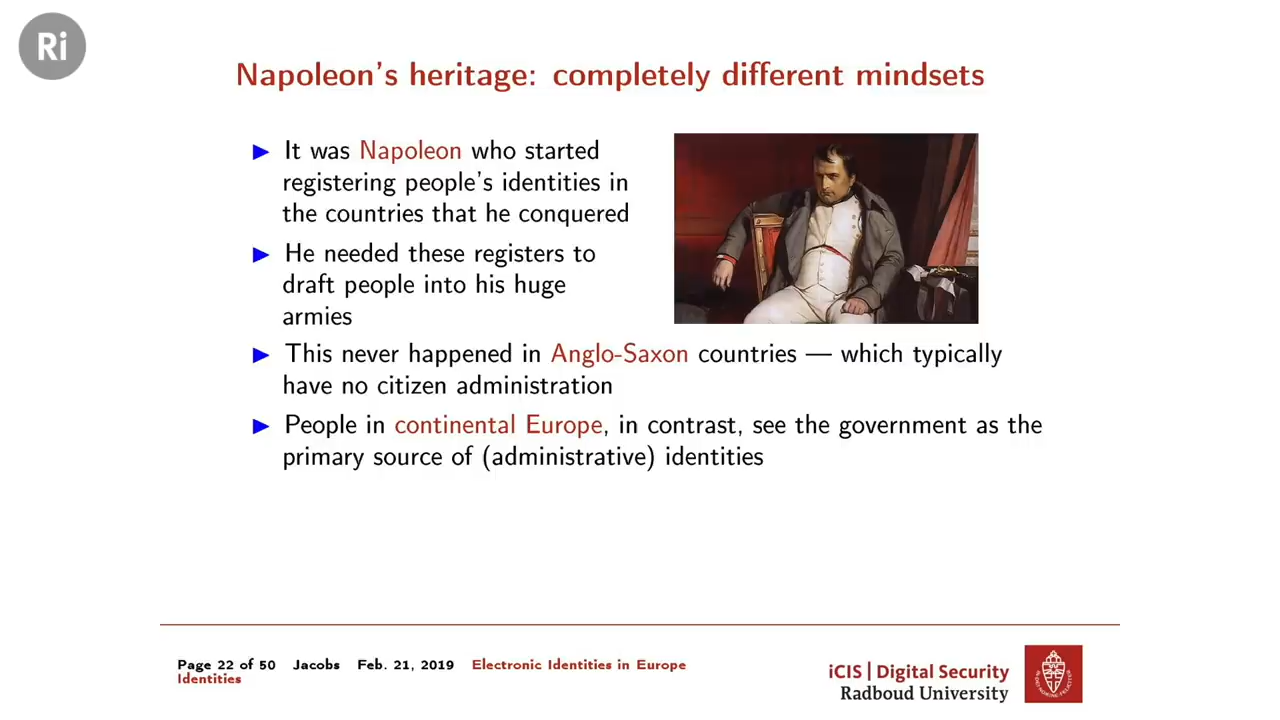 Ri
Napoleon's heritage: completely different mindsets
It was Napoleon who started
registering people's identities in
the countries that he conquered
He needed these registers to
draft people into his huge
armies
This never happened in Anglo-Saxon countries — which typically
have no citizen administration
People in continental Europe, in contrast, see the government as the
primary source of (administrative) identities
Page 22 of 50 Jacobs Feb. 21, 2019 Electronic Identities in Europe
Identities
iCIS | Digital Security
Radboud University